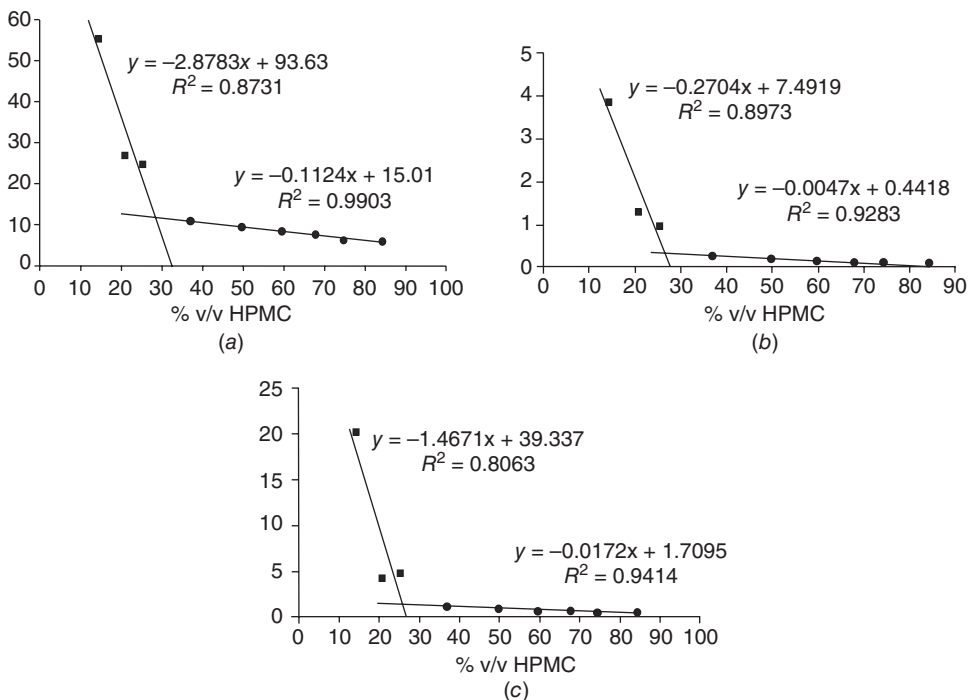 60
50
40
30
20
10
0
y = –2.8783x + 93.63
R² = 0.8731
y = –0.1124x + 15.01
R² = 0.9903
0 10 20 30 40 50 60 70 80 90 100
% v/v HPMC
(a)
5
4
3
2
1
0
y = –0.2704x + 7.4919
R² = 0.8973
y = –0.0047x + 0.4418
R² = 0.9283
0 10 20 30 40 50 60 70 80 90
% v/v HPMC
(b)
25
20
15
10
5
0
y = –1.4671x + 39.337
R² = 0.8063
y = –0.0172x + 1.7095
R² = 0.9414
0 10 20 30 40 50 60 70 80 90 100
% v/v HPMC
(c)